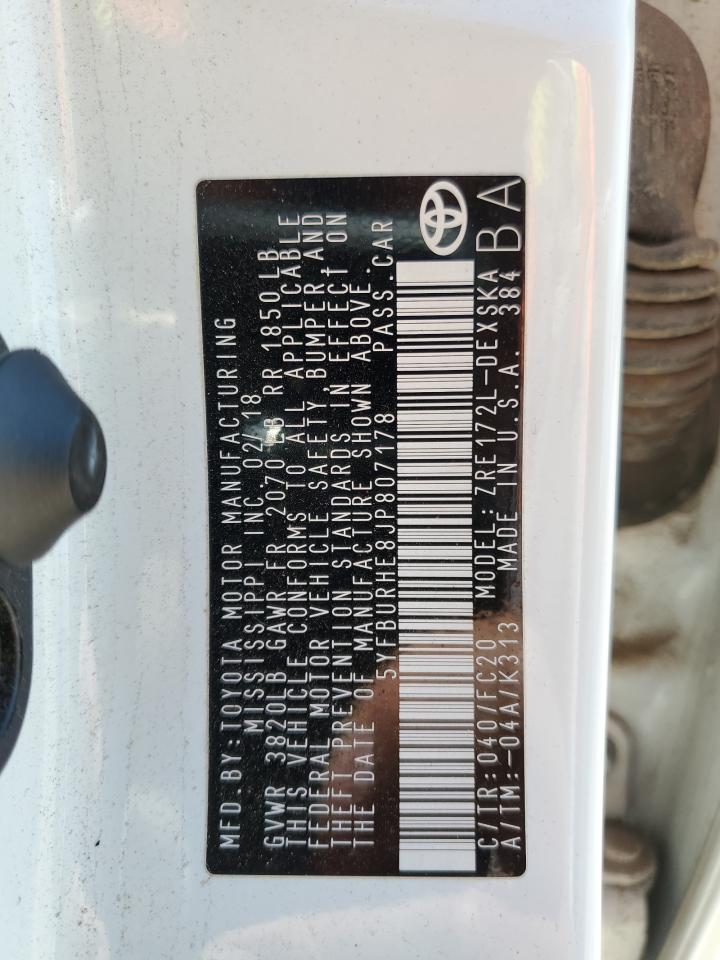 MFD.BY:TOYOTA MOTOR MANUFACTURING
MISSISSIPPI INC.02/18
GVWR 3820LB GAWR FR 2070 LB RR 1850LB
THIS VEHICLE CONFORMS TO ALL APPLICABLE
FEDERAL MOTOR VEHICLE SAFETY,BUMPER AND
THEFT PREVENTION STANDARDS IN EFFECT ON
THE DATE OF MANUFACTURE SHOWN ABOVE.
5YFBURHE8JP807178 PASS.CAR
C/TR:040/FC20 MODEL:ZRE172L-DEXSKA
A/TM:-04A/K313 MADE IN U.S.A. 384
BA